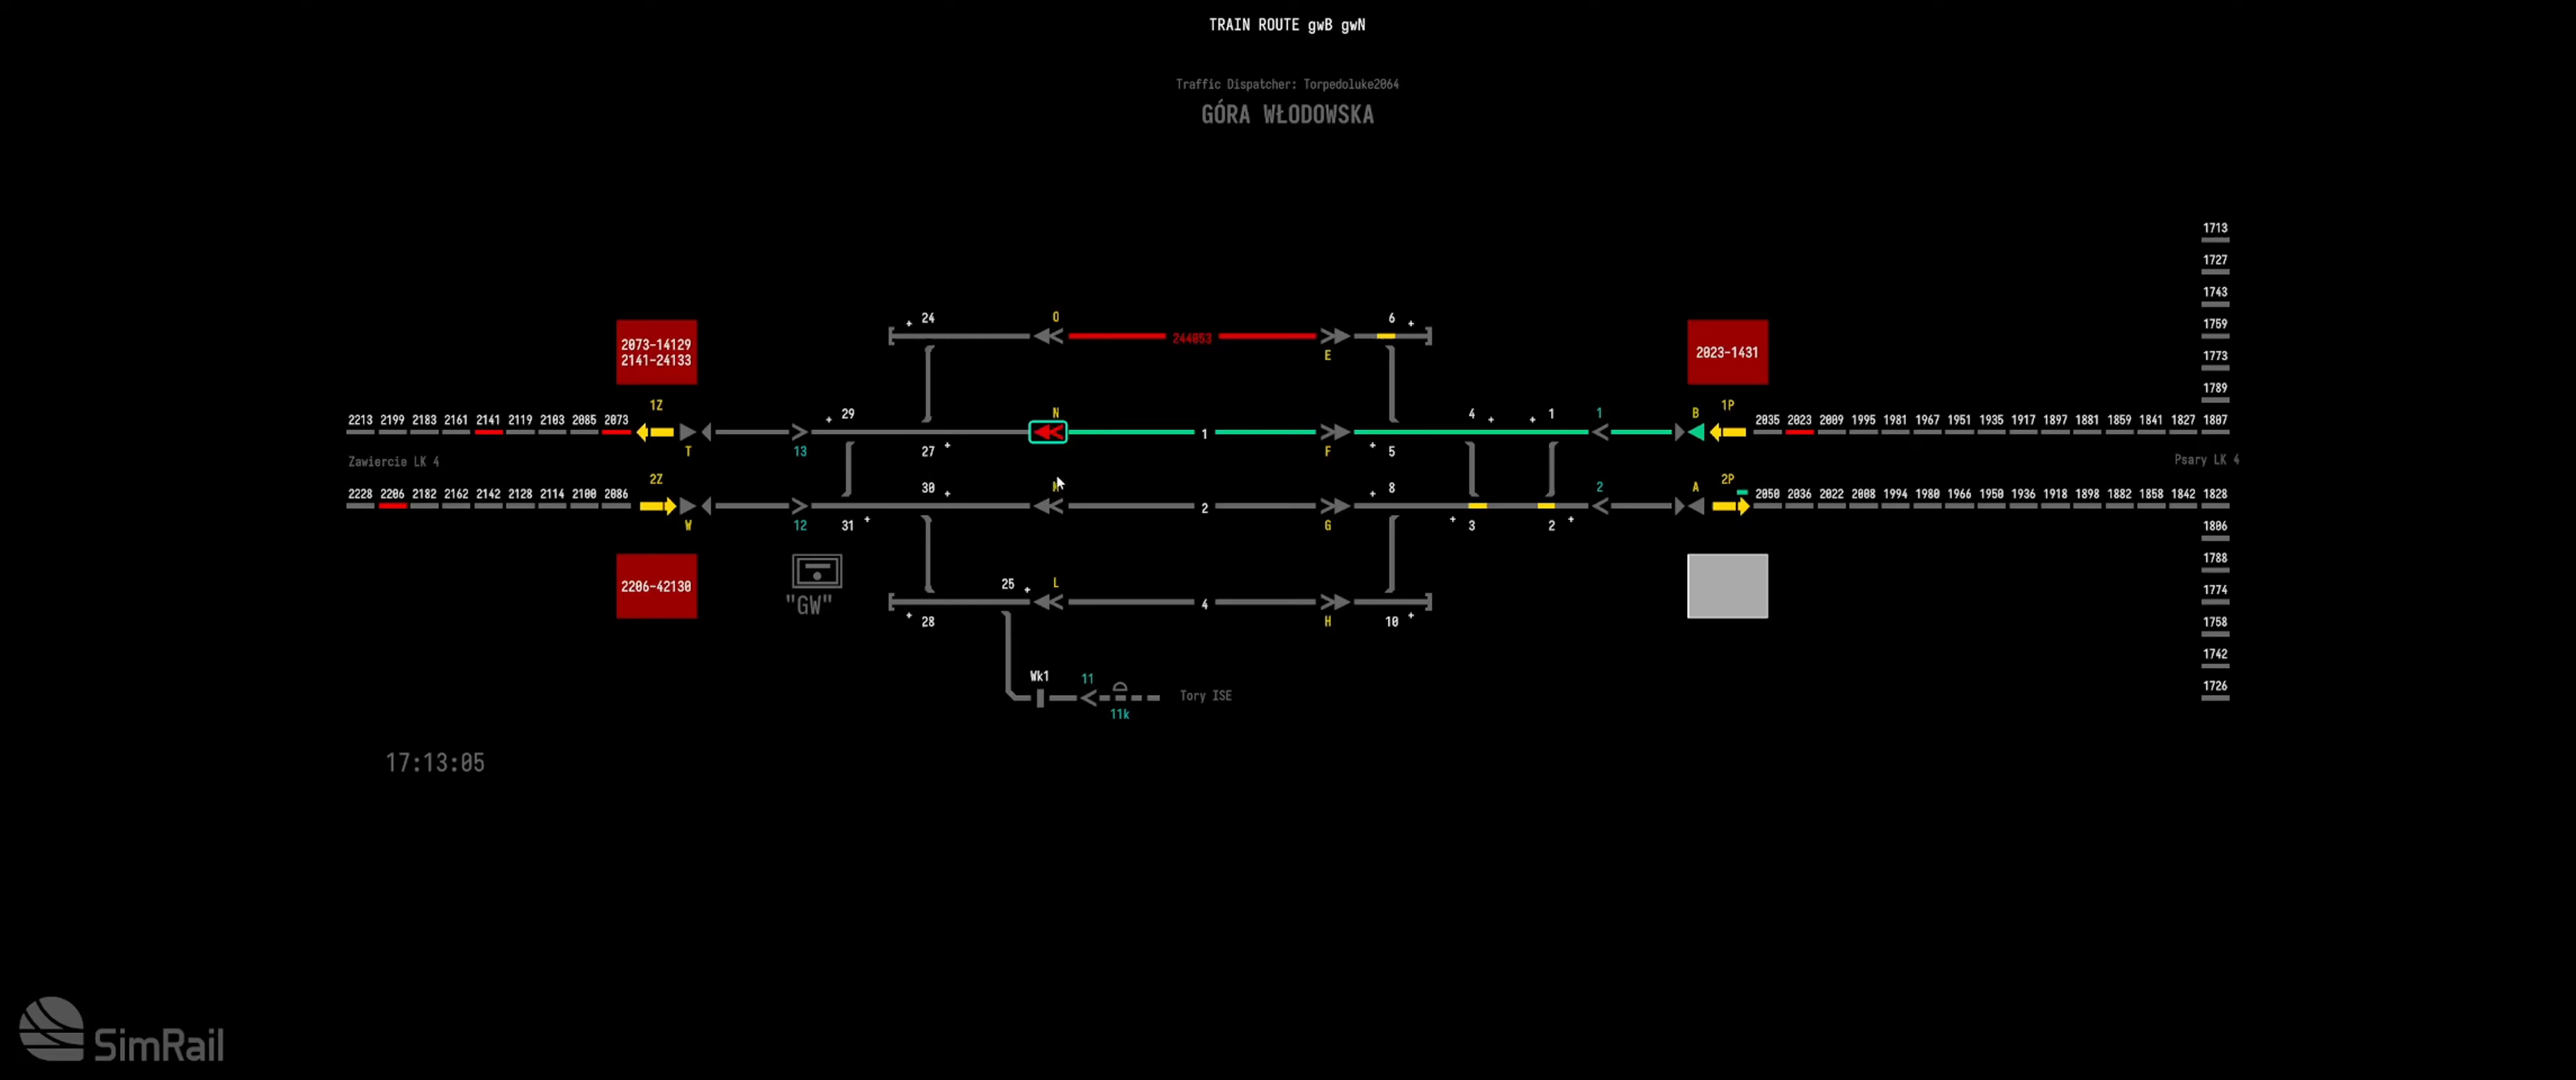 TRAIN ROUTE gwB gwN
Traffic Dispatcher: Torpedoluke2064
GÓRA WŁODOWSKA
1713
1727
1743
1759
1773
1789
24
O
244053
6
E
2073-14129
2141-24133
2023-1431
1Z
29
N
4
1
1
B
1P
2213 2199 2183 2161 2141 2119 2103 2085 2073
2035 2023 2009 1995 1981 1967 1951 1935 1917 1897 1881 1859 1841 1827 1807
1
T
13
27
F
5
Zawiercie LK 4
Psary LK 4
2Z
30
8
2
A
2P
2228 2206 2182 2162 2142 2128 2114 2100 2086
2050 2036 2022 2008 1994 1980 1966 1950 1936 1918 1898 1882 1858 1842 1828
2
W
12
31
G
3
2
1806
1788
1774
1758
1742
1726
2206-42130
"GW"
25
L
4
28
H
10
Wk1
11
11k
Tory ISE
17:13:05
SimRail